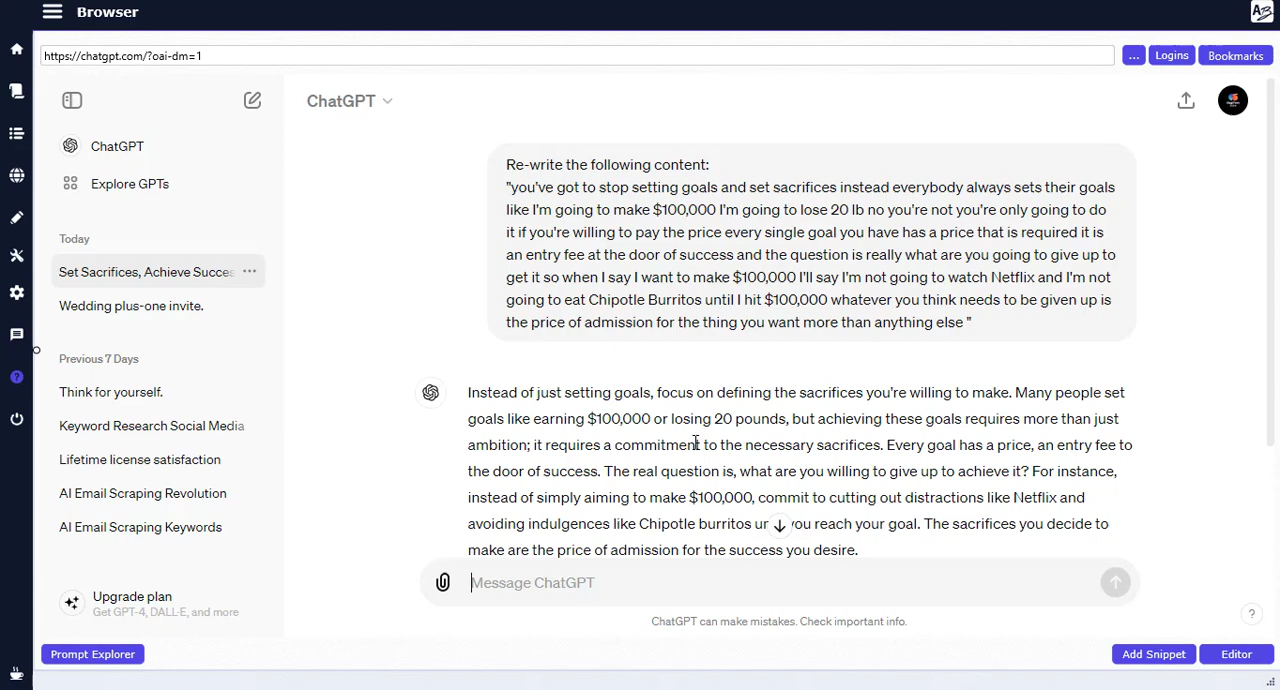 Browser
AB
https://chatgpt.com/?oai-dm=1
...
Logins
Bookmarks
ChatGPT
ChatGPT
Explore GPTs
Today
Set Sacrifices, Achieve Succes
...
Wedding plus-one invite.
Previous 7 Days
Think for yourself.
Keyword Research Social Media
Lifetime license satisfaction
AI Email Scraping Revolution
AI Email Scraping Keywords
Upgrade plan
Get GPT-4, DALL-E, and more
Re-write the following content:
"you've got to stop setting goals and set sacrifices instead everybody always sets their goals
like I'm going to make $100,000 I'm going to lose 20 lb no you're not you're only going to do
it if you're willing to pay the price every single goal you have has a price that is required it is
an entry fee at the door of success and the question is really what are you going to give up to
get it so when I say I want to make $100,000 I'll say I'm not going to watch Netflix and I'm not
going to eat Chipotle Burritos until I hit $100,000 whatever you think needs to be given up is
the price of admission for the thing you want more than anything else "
Instead of just setting goals, focus on defining the sacrifices you're willing to make. Many people set
goals like earning $100,000 or losing 20 pounds, but achieving these goals requires more than just
ambition; it requires a commitment to the necessary sacrifices. Every goal has a price, an entry fee to
the door of success. The real question is, what are you willing to give up to achieve it? For instance,
instead of simply aiming to make $100,000, commit to cutting out distractions like Netflix and
avoiding indulgences like Chipotle burritos un you reach your goal. The sacrifices you decide to
make are the price of admission for the success you desire.
Message ChatGPT
ChatGPT can make mistakes. Check important info.
?
Prompt Explorer
Add Snippet
Editor